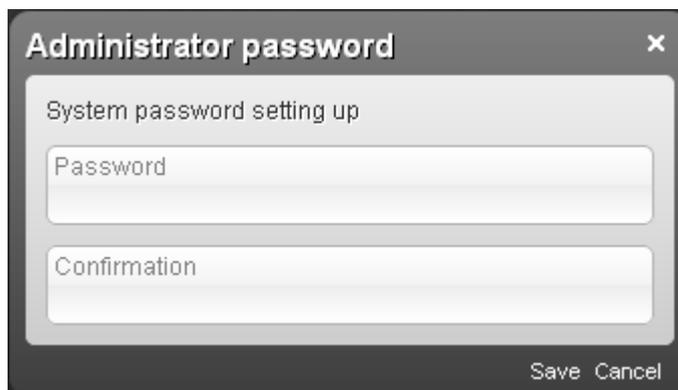 Administrator password
System password setting up
Password
Confirmation
Save Cancel